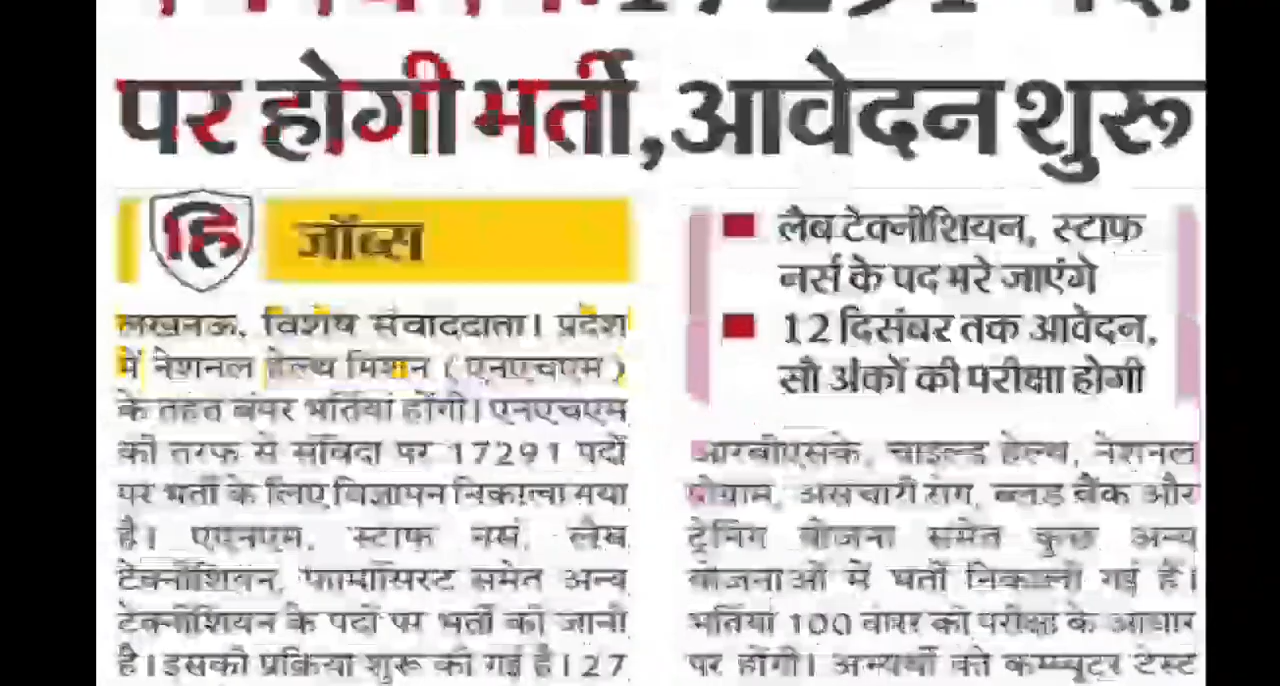 17291
पर होगी भर्ती, आवेदन शुरू
हि
जॉब्स
लखनऊ, विशेष संवाददाता। प्रदेश
में नेशनल हेल्थ मिशन (एनएचएम)
के तहत बंपर भर्तियां होंगी। एनएचएम
की तरफ से संविदा पर 17291 पदों
पर भर्ती के लिए विज्ञापन निकाला गया
है। एएनएम, स्टाफ नर्स, लैब
टेक्नीशियन, फार्मासिस्ट समेत अन्य
टेक्नीशियन के पदों पर भर्ती की जानी
है। इसकी प्रक्रिया शुरू की गई है। 27
लैब टेक्नीशियन, स्टाफ
नर्स के पद भरे जाएंगे
12 दिसंबर तक आवेदन,
सौ अंकों की परीक्षा होगी
आरबीएसके, चाइल्ड हेल्थ, नेशनल
प्रोग्राम, असंचारी रोग, ब्लड बैंक और
ट्रेनिंग योजना समेत कुछ अन्य
योजनाओं में भर्ती निकाली गई है।
भर्तियां 100 की परीक्षा के आधार
पर होंगी। अभ्यर्थी को कम्प्यूटर टेस्ट